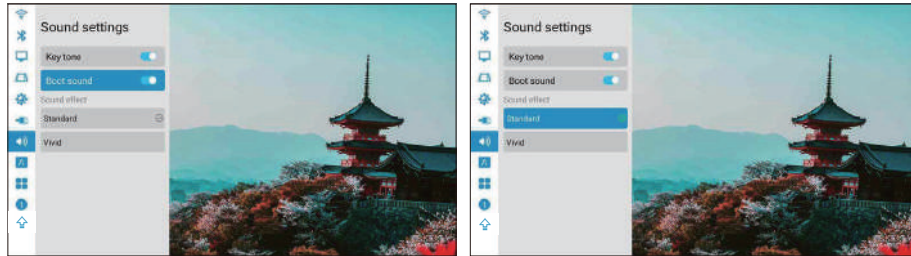 Sound settings
Key tone
Boot sound
Sound effect
Standard
Vivid
Sound settings
Key tone
Boot sound
Sound effect
Standard
Vivid